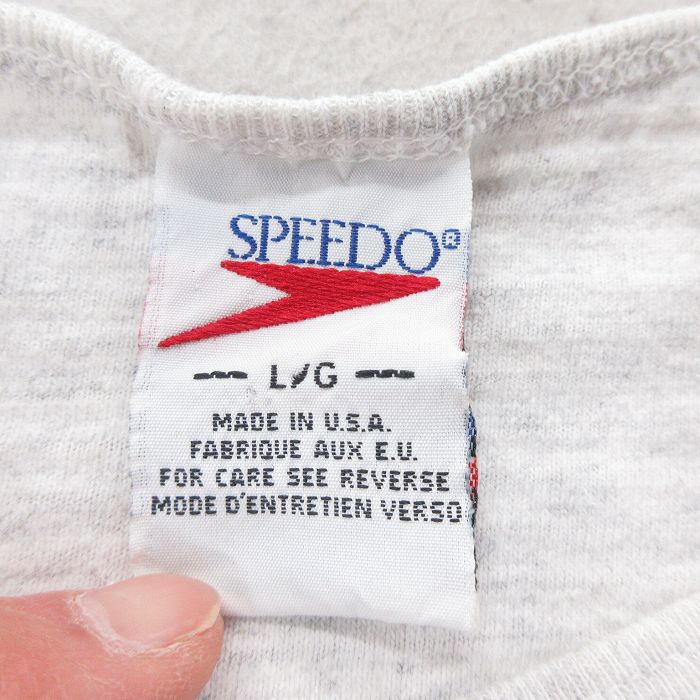 SPEEDO®
L/G
MADE IN U.S.A.
FABRIQUE AUX E.U.
FOR CARE SEE REVERSE
MODE D'ENTRETIEN VERSO